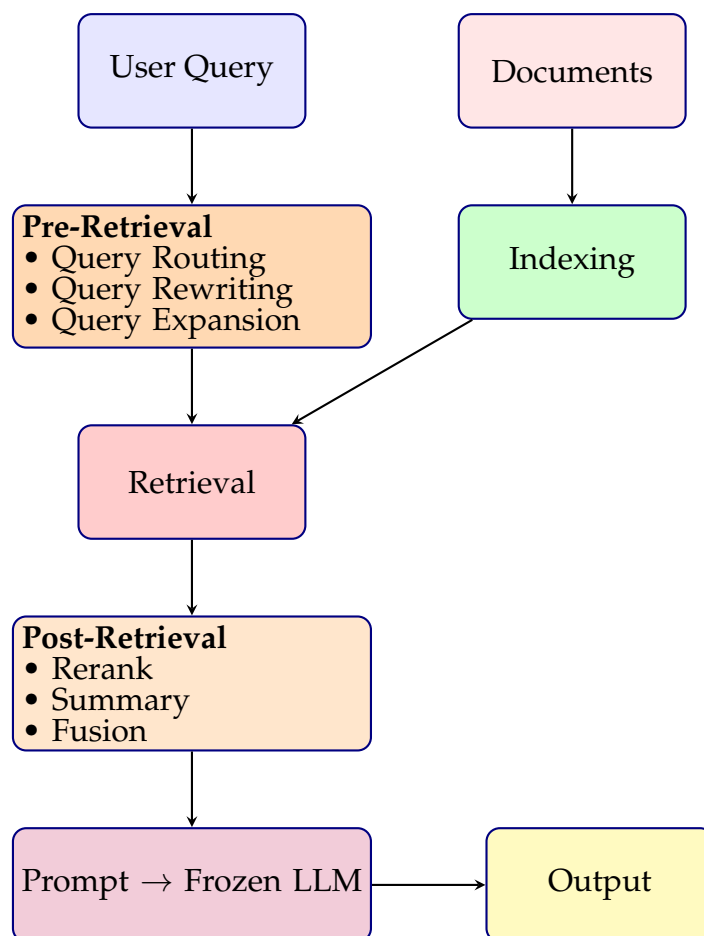 User Query
Documents
Pre-Retrieval
• Query Routing
• Query Rewriting
• Query Expansion
Indexing
Retrieval
Post-Retrieval
• Rerank
• Summary
• Fusion
Prompt → Frozen LLM
Output